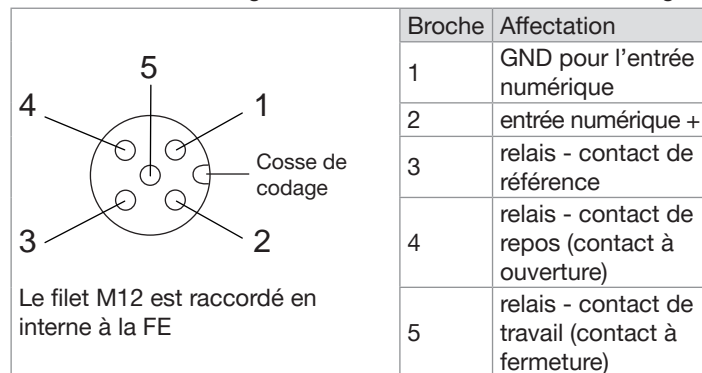 5
4
1
Cosse de
codage
3
2
Le filet M12 est raccordé en
interne à la FE
Broche Affectation
1 GND pour l’entrée
numérique
2 entrée numérique +
3 relais - contact de
référence
4 relais - contact de
repos (contact à
ouverture)
5 relais - contact de
travail (contact à
fermeture)